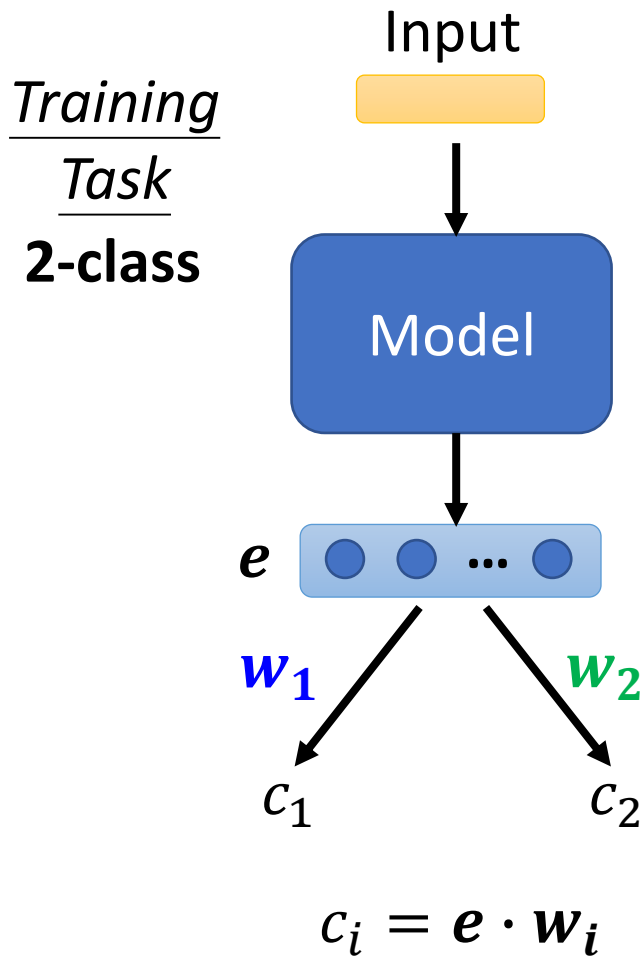 Input
Training
Task
2-class
Model
e ...
w₁ w₂
c₁ c₂
cᵢ = e · wᵢ